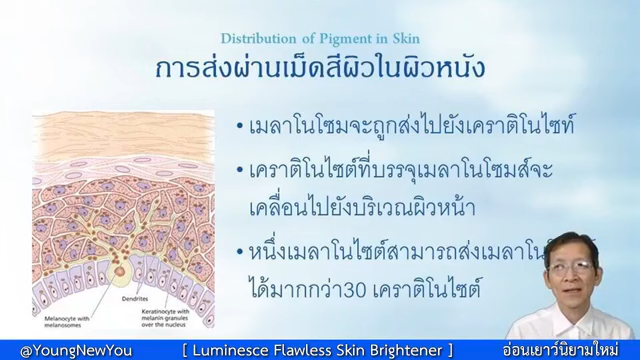 Distribution of Pigment in Skin
การส่งผ่านเม็ดสีผิวในผิวหนัง
• เมลาโนโซมจะถูกส่งไปยังเคราติโนไซท์
• เคราติโนไซต์ที่บรรจุเมลาโนโซมส์จะ
เคลื่อนไปยังบริเวณผิวหน้า
• หนึ่งเมลาโนไซต์สามารถส่ง
ได้มากกว่า30 เคราติโนไซต์
Melanocyte with
melanosomes
Dendrites
Keratinocyte with
melanin granules
over the nucleus
@YoungNewYou [ Luminesce Flawless Skin Brightener ] อ่อนเยาว์นิยามใหม่